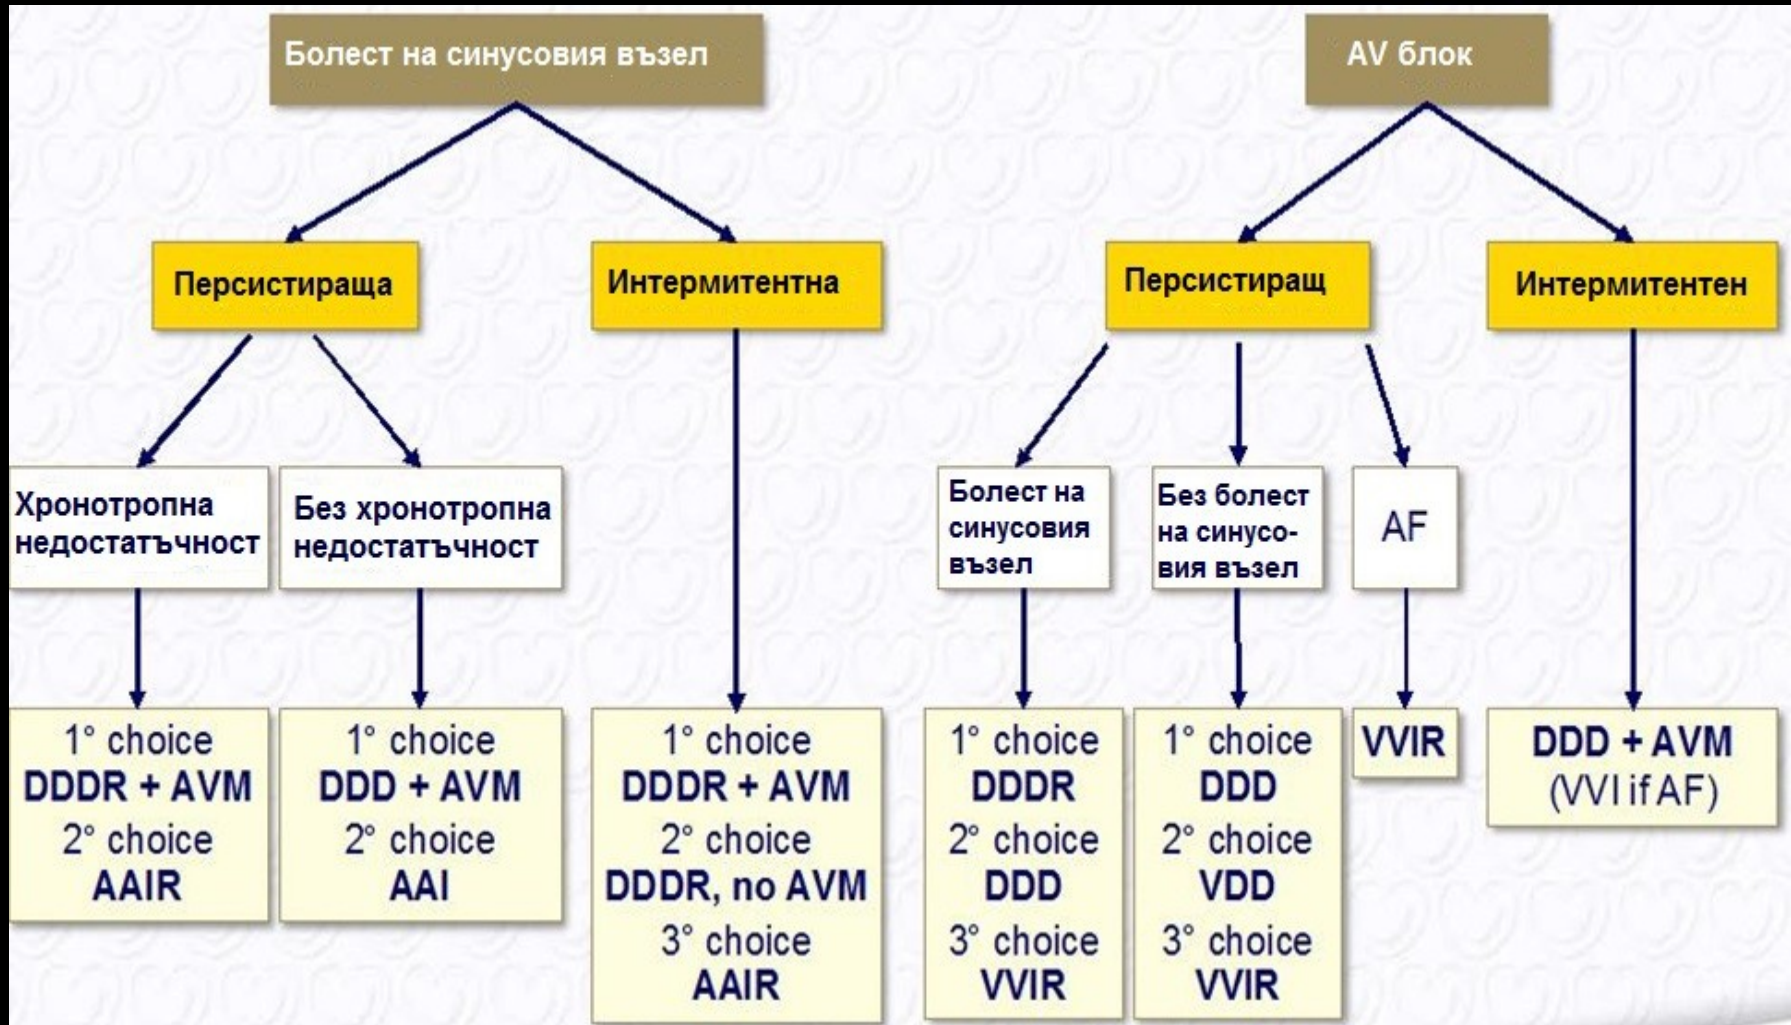 Болест на синусовия възел
AV блок
Персистираща
Интермитентна
Персистиращ
Интермитентен
Хронотропна
недостатъчност
Без хронотропна
недостатъчност
Болест на
синусовия
възел
Без болест
на синусо-
вия възел
AF
1° choice
DDDR + AVM
2° choice
AAIR
1° choice
DDD + AVM
2° choice
AAI
1° choice
DDDR + AVM
2° choice
DDDR, no AVM
3° choice
AAIR
1° choice
DDDR
2° choice
DDD
3° choice
VVIR
1° choice
DDD
2° choice
VDD
3° choice
VVIR
VVIR
DDD + AVM
(VVI if AF)